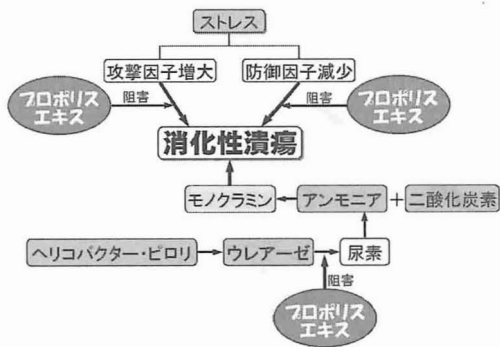 ストレス
攻撃因子増大
防御因子減少
プロポリス
エキス
阻害
阻害
プロポリス
エキス
消化性潰瘍
モノクラミン
アンモニア
+
二酸化炭素
ヘリコバクター・ピロリ
ウレアーゼ
尿素
阻害
プロポリス
エキス